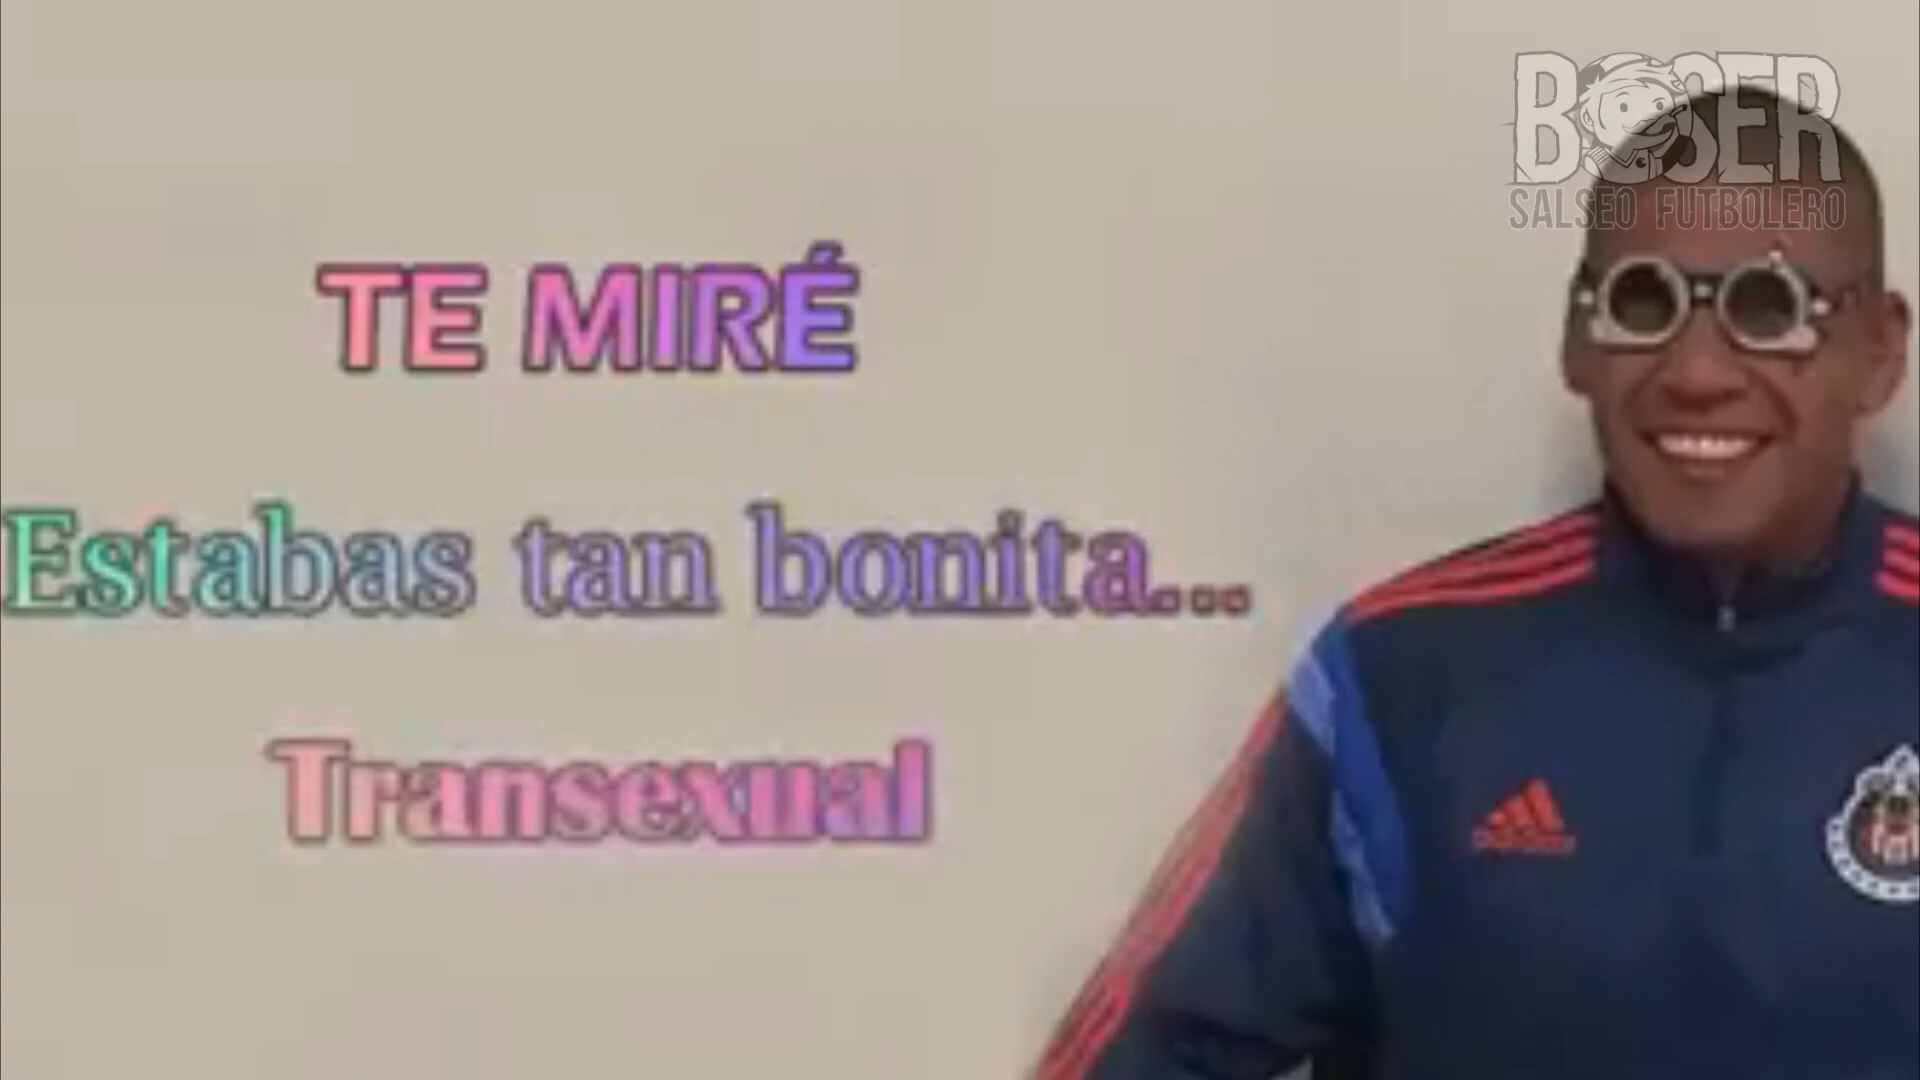 BOSER
SALSEO FUTBOLERO
TE MIRÉ
Estabas tan bonita...
Transexual
adidas